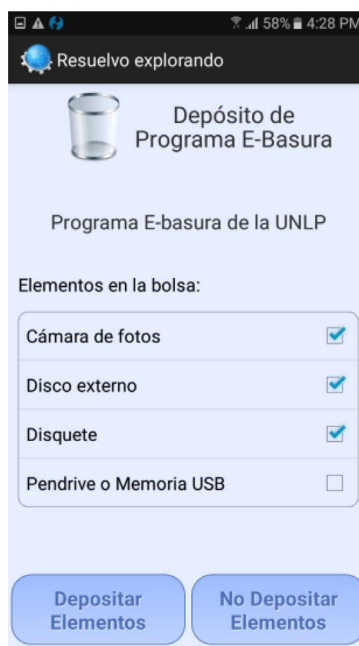 58% 4:28 PM
Resuelvo explorando
Depósito de
Programa E-Basura
Programa E-basura de la UNLP
Elementos en la bolsa:
Cámara de fotos
Disco externo
Disquete
Pendrive o Memoria USB
Depositar
Elementos
No Depositar
Elementos